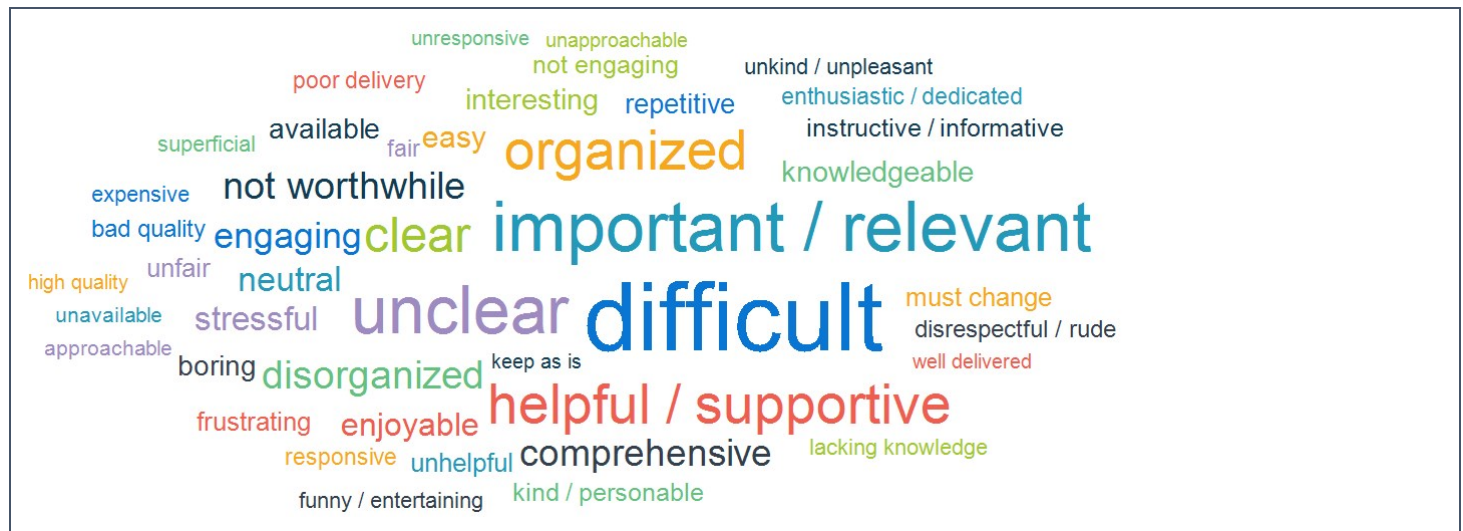 unresponsive unapproachable
not engaging unkind / unpleasant
poor delivery
interesting repetitive enthusiastic / dedicated
available instructive / informative
superficial fair easy organized
knowledgeable
expensive not worthwhile
bad quality engaging clear important / relevant
unfair
high quality neutral must change
unavailable stressful unclear difficult disrespectful / rude
approachable
boring disorganized keep as is well delivered
helpful / supportive
frustrating enjoyable
responsive unhelpful comprehensive lacking knowledge
funny / entertaining kind / personable